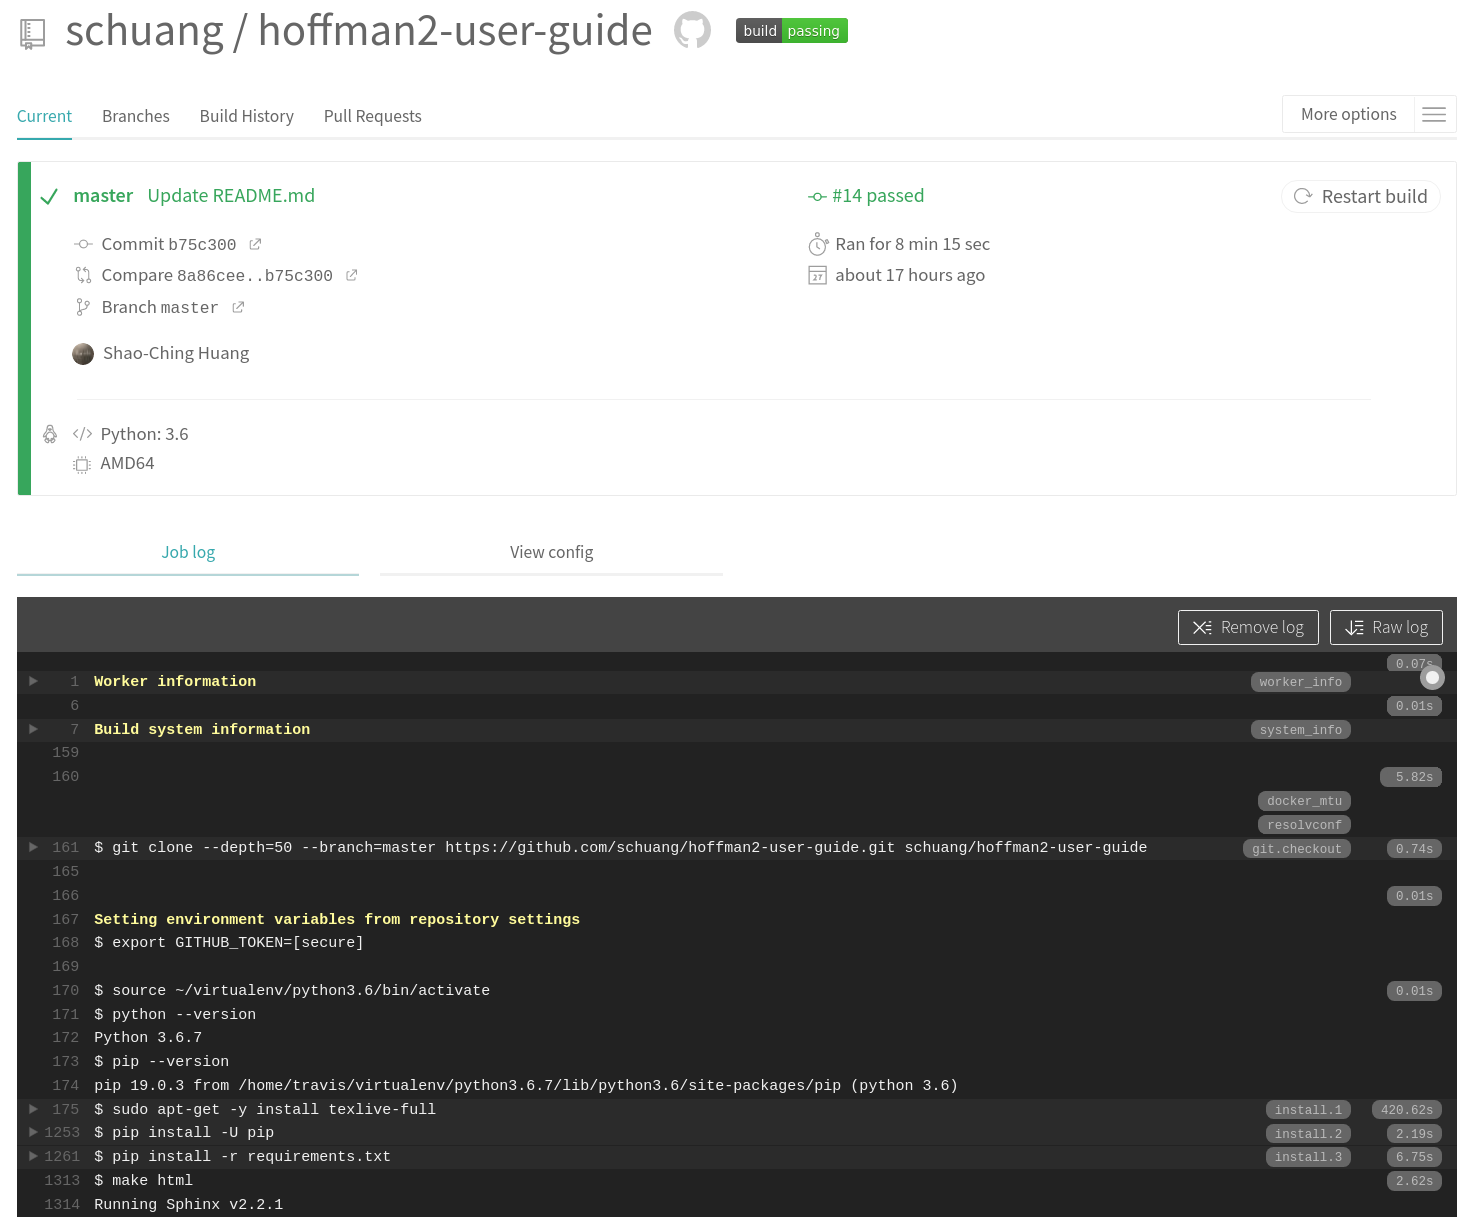 schuang / hoffman2-user-guide build passing
Current Branches Build History Pull Requests More options
master Update README.md #14 passed Restart build
Commit b75c300 Ran for 8 min 15 sec
Compare 8a86cee..b75c300 about 17 hours ago
Branch master
Shao-Ching Huang
Python: 3.6
AMD64
Job log View config
Remove log Raw log
0.07s
1 Worker information worker_info
6 0.01s
7 Build system information system_info
159
160 5.82s
docker_mtu
resolvconf
161 $ git clone --depth=50 --branch=master https://github.com/schuang/hoffman2-user-guide.git schuang/hoffman2-user-guide git.checkout 0.74s
165
166 0.01s
167 Setting environment variables from repository settings
168 $ export GITHUB_TOKEN=[secure]
169
170 $ source ~/virtualenv/python3.6/bin/activate 0.01s
171 $ python --version
172 Python 3.6.7
173 $ pip --version
174 pip 19.0.3 from /home/travis/virtualenv/python3.6.7/lib/python3.6/site-packages/pip (python 3.6)
175 $ sudo apt-get -y install texlive-full install.1 420.62s
1253 $ pip install -U pip install.2 2.19s
1261 $ pip install -r requirements.txt install.3 6.75s
1313 $ make html 2.62s
1314 Running Sphinx v2.2.1